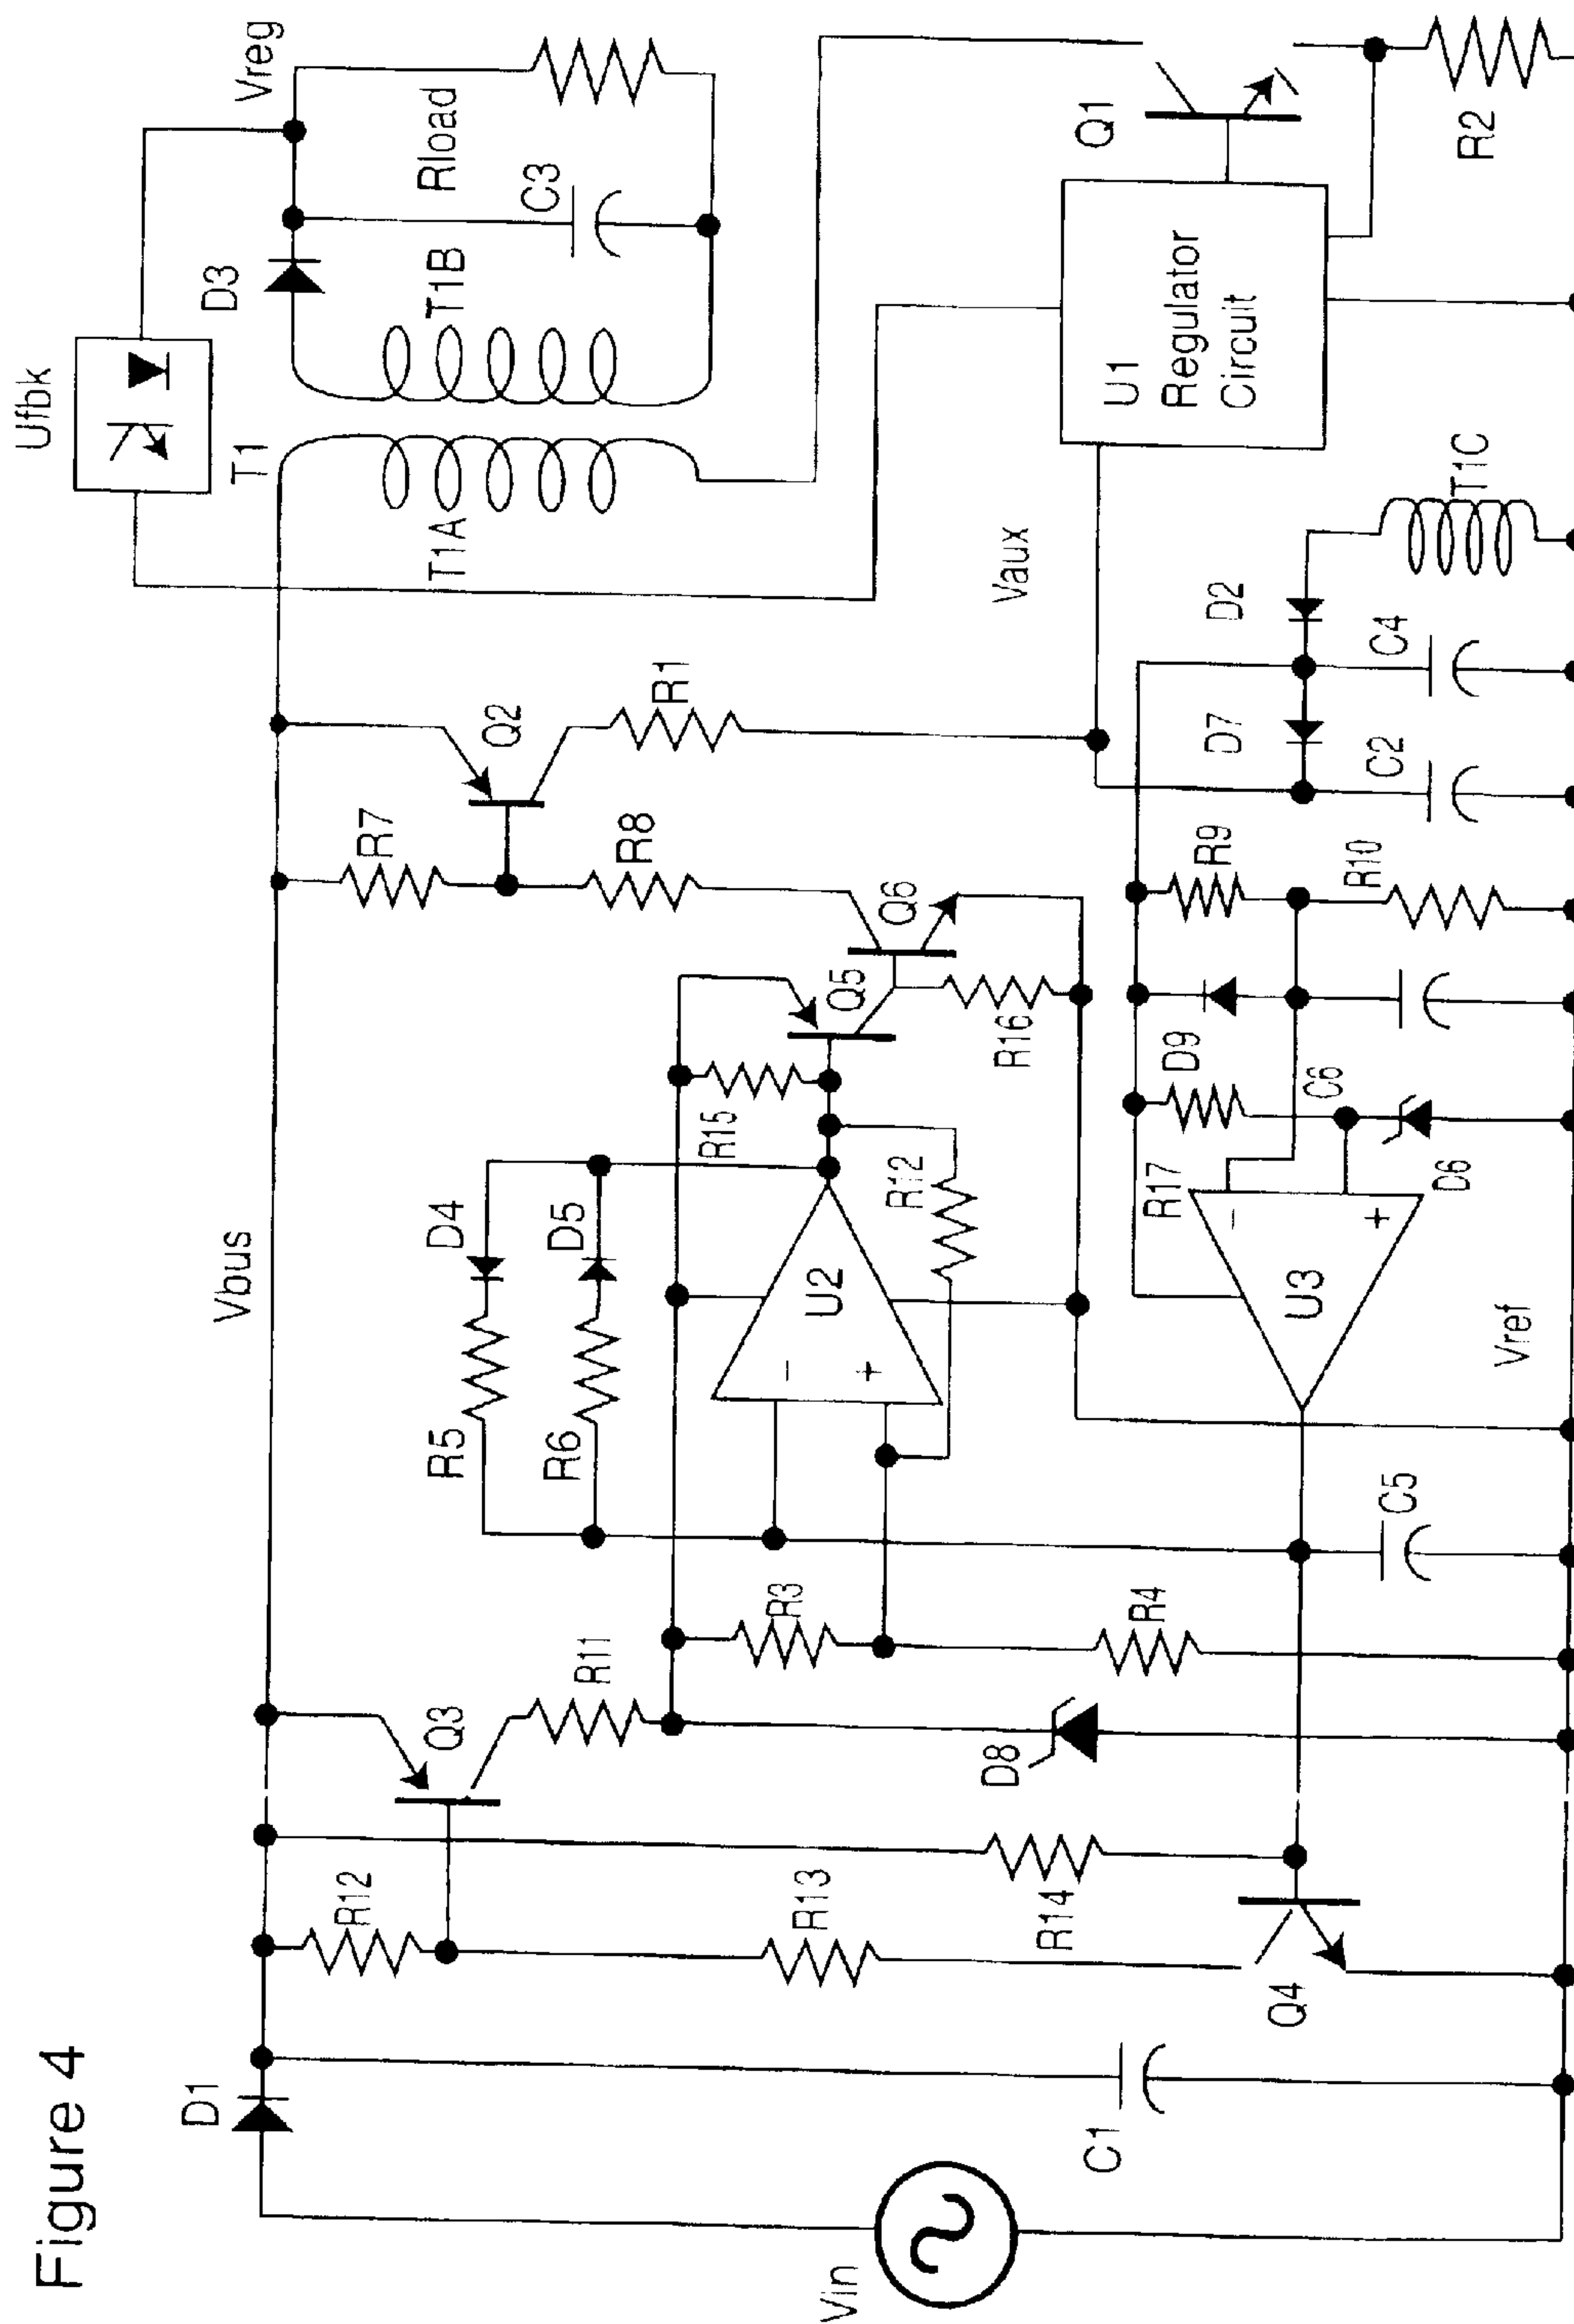 Figure 4
Ufbk
Vreg
D3
Rload
C3
T1
T1B
T1A
Vbus
D1
R12
Q3
R11
R5
D4
R6
D5
R7
Q2
R1
R8
R15
Q5
Q6
R16
R12
U2
-
+
R3
R4
R13
R14
D8
Q4
C1
Vin
C5
U3
-
+
R17
D9
C6
D6
R9
R10
D7
C2
D2
C4
T1C
Vaux
Vref
U1
Regulator
Circuit
Q1
R2